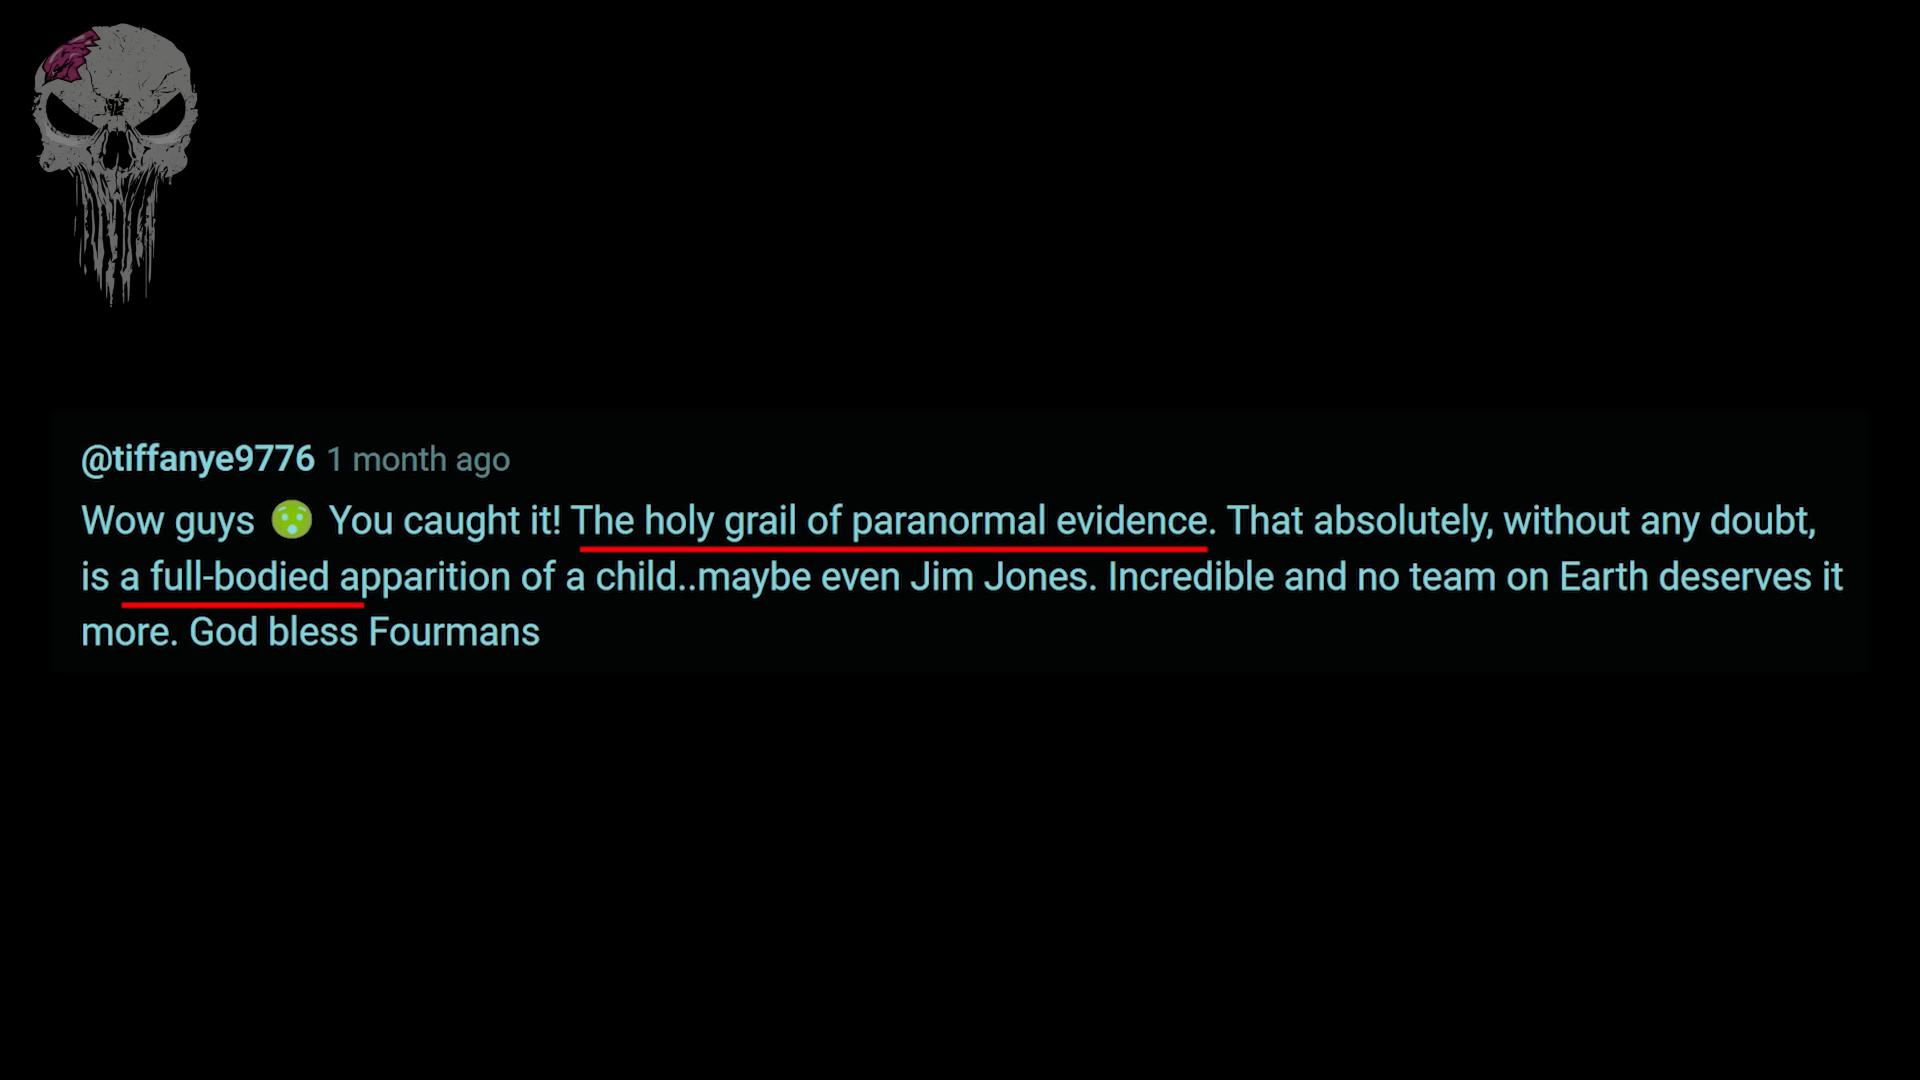 @tiffanye9776 1 month ago
Wow guys 😯 You caught it! The holy grail of paranormal evidence. That absolutely, without any doubt,
is a full-bodied apparition of a child..maybe even Jim Jones. Incredible and no team on Earth deserves it
more. God bless Fourmans